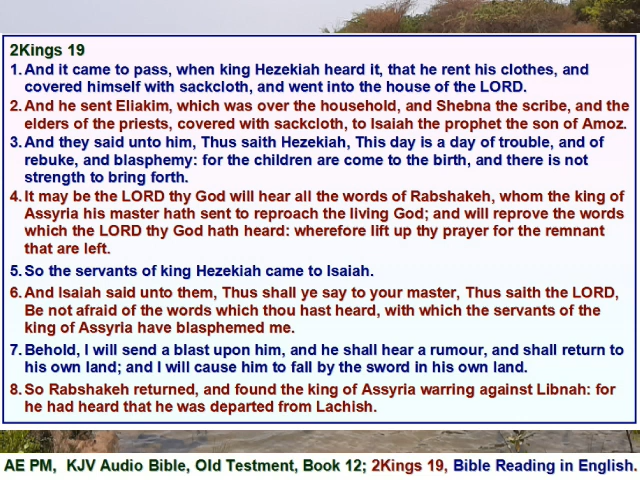 2Kings 19
1. And it came to pass, when king Hezekiah heard it, that he rent his clothes, and
covered himself with sackcloth, and went into the house of the LORD.
2. And he sent Eliakim, which was over the household, and Shebna the scribe, and the
elders of the priests, covered with sackcloth, to Isaiah the prophet the son of Amoz.
3. And they said unto him, Thus saith Hezekiah, This day is a day of trouble, and of
rebuke, and blasphemy: for the children are come to the birth, and there is not
strength to bring forth.
4. It may be the LORD thy God will hear all the words of Rabshakeh, whom the king of
Assyria his master hath sent to reproach the living God; and will reprove the words
which the LORD thy God hath heard: wherefore lift up thy prayer for the remnant
that are left.
5. So the servants of king Hezekiah came to Isaiah.
6. And Isaiah said unto them, Thus shall ye say to your master, Thus saith the LORD,
Be not afraid of the words which thou hast heard, with which the servants of the
king of Assyria have blasphemed me.
7. Behold, I will send a blast upon him, and he shall hear a rumour, and shall return to
his own land; and I will cause him to fall by the sword in his own land.
8. So Rabshakeh returned, and found the king of Assyria warring against Libnah: for
he had heard that he was departed from Lachish.
AE PM, KJV Audio Bible, Old Testment, Book 12; 2Kings 19, Bible Reading in English.